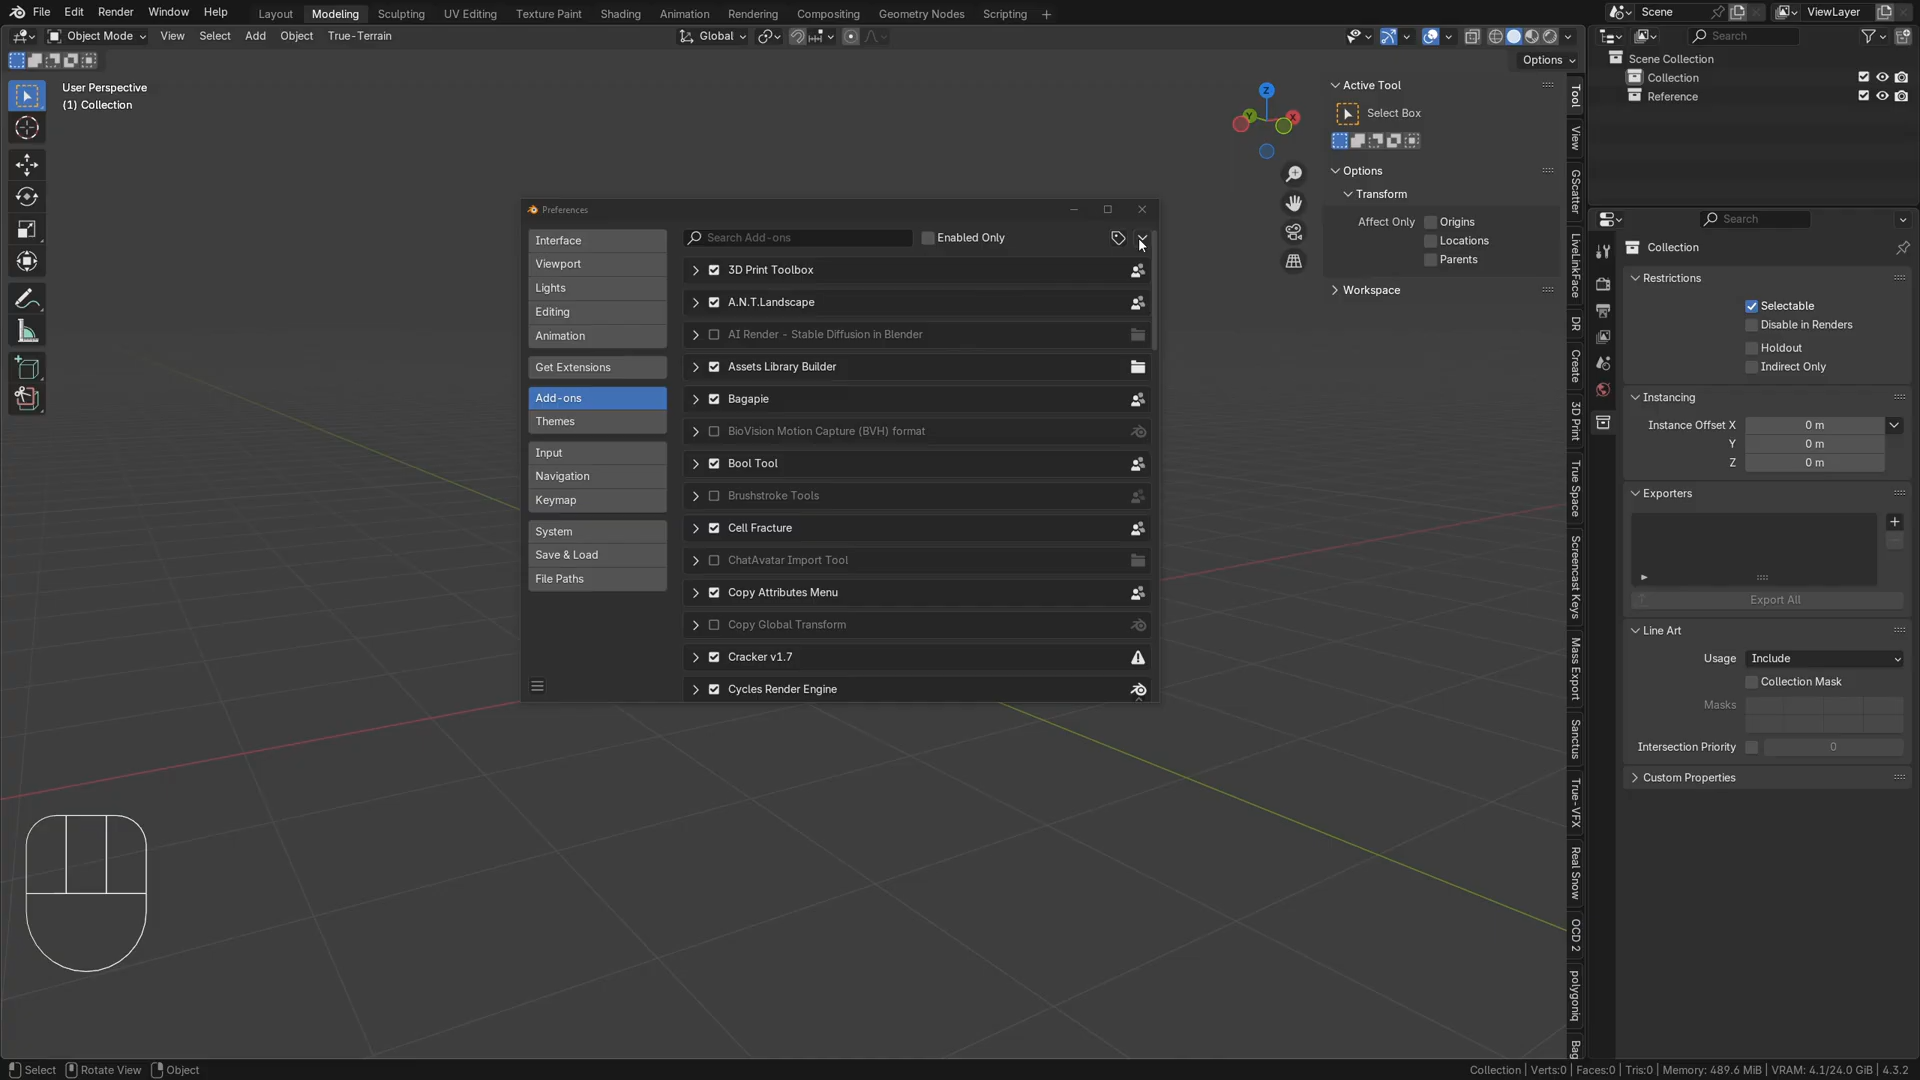 File Edit Render Window Help Layout Modeling Sculpting UV Editing Texture Paint Shading Animation Rendering Compositing Geometry Nodes Scripting + Scene ViewLayer
Object Mode View Select Add Object True-Terrain Global Search
Options
User Perspective
(1) Collection
Active Tool
Select Box
Options
Transform
Affect Only Origins
Locations
Parents
Workspace
Z
Y
X
Tool
View
GScatter
LiveLinkFace
DR
Create
3D Print
True Space
Screencast Keys
Mass Export
Sanctus
True-VFX
Real Snow
OCD 2
polygoniq
Bag
Preferences
Interface
Viewport
Lights
Editing
Animation
Get Extensions
Add-ons
Themes
Input
Navigation
Keymap
System
Save & Load
File Paths
Search Add-ons Enabled Only
3D Print Toolbox
A.N.T.Landscape
AI Render - Stable Diffusion in Blender
Assets Library Builder
Bagapie
BioVision Motion Capture (BVH) format
Bool Tool
Brushstroke Tools
Cell Fracture
ChatAvatar Import Tool
Copy Attributes Menu
Copy Global Transform
Cracker v1.7
Cycles Render Engine
Scene Collection
Collection
Reference
Search
Collection
Restrictions
Selectable
Disable in Renders
Holdout
Indirect Only
Instancing
Instance Offset X 0 m
Y 0 m
Z 0 m
Exporters
Export All
Line Art
Usage Include
Collection Mask
Masks
Intersection Priority 0
Custom Properties
Select Rotate View Object Collection | Verts:0 | Faces:0 | Tris:0 | Memory: 489.6 MiB | VRAM: 4.1/24.0 GiB | 4.3.2